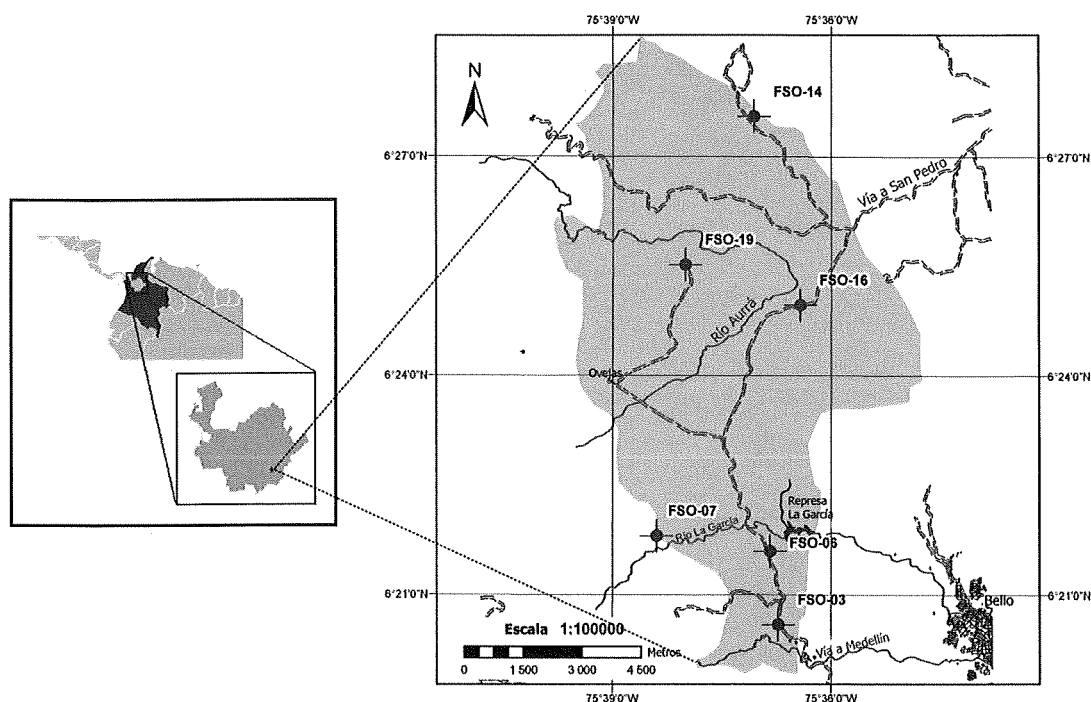 75°39'0"W
75°36'0"W
N
FSO-14
6°27'0"N
6°27'0"N
Vía a San Pedro
FSO-19
FSO-16
Río Aurrá
6°24'0"N
Ovejas
6°24'0"N
FSO-07
Represa
La García
Río La García
FSO-06
6°21'0"N
FSO-03
6°21'0"N
Bello
Escala 1:100000
Vía a Medellín
Metros
0 1 500 3 000 4 600
75°39'0"W
75°36'0"W